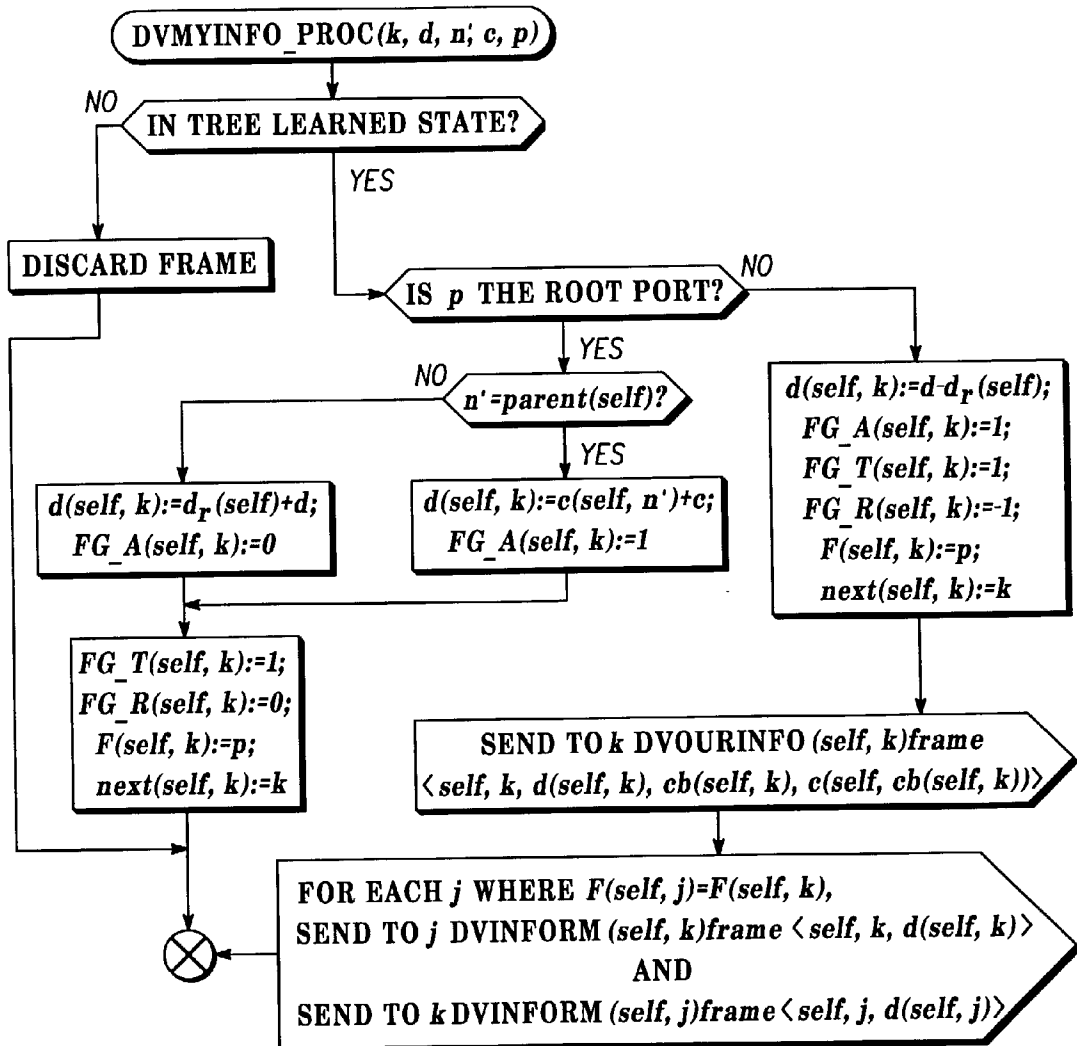 DVMYINFO_PROC(k, d, n', c, p)
NO
IN TREE LEARNED STATE?
YES
DISCARD FRAME
IS p THE ROOT PORT?
NO
YES
NO
n'=parent(self)?
YES
d(self, k):=d_r(self)+d;
FG_A(self, k):=0
d(self, k):=c(self, n')+c;
FG_A(self, k):=1
d(self, k):=d-d_r(self);
FG_A(self, k):=1;
FG_T(self, k):=1;
FG_R(self, k):=-1;
F(self, k):=p;
next(self, k):=k
FG_T(self, k):=1;
FG_R(self, k):=0;
F(self, k):=p;
next(self, k):=k
SEND TO k DVOURINFO (self, k)frame
〈self, k, d(self, k), cb(self, k), c(self, cb(self, k))〉
FOR EACH j WHERE F(self, j)=F(self, k),
SEND TO j DVINFORM (self, k)frame 〈self, k, d(self, k)〉
AND
SEND TO k DVINFORM (self, j)frame 〈self, j, d(self, j)〉